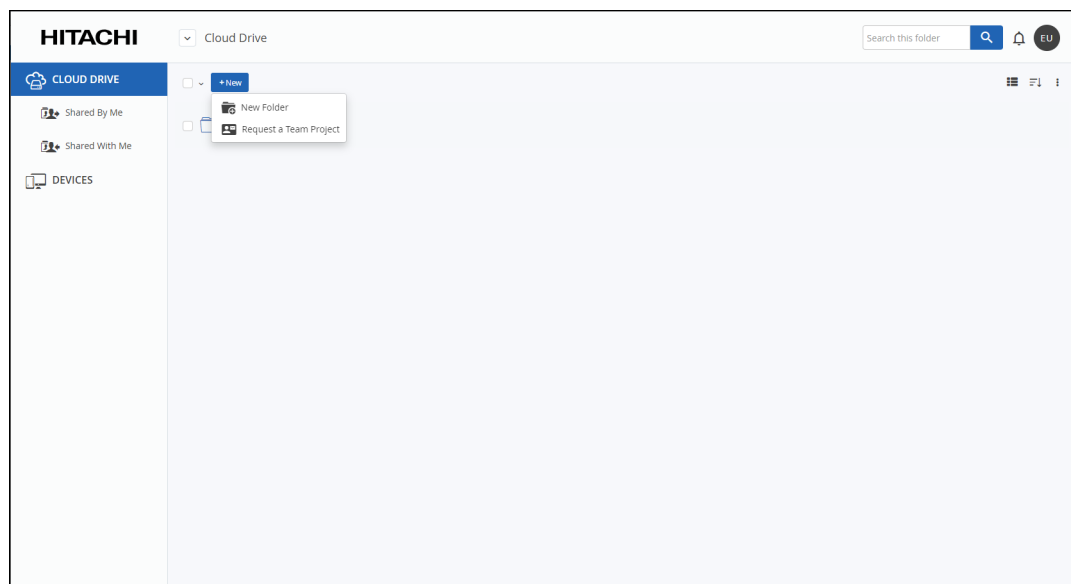 HITACHI
Cloud Drive
Search this folder
EU
CLOUD DRIVE
+ New
New Folder
Shared By Me
Request a Team Project
Shared With Me
DEVICES